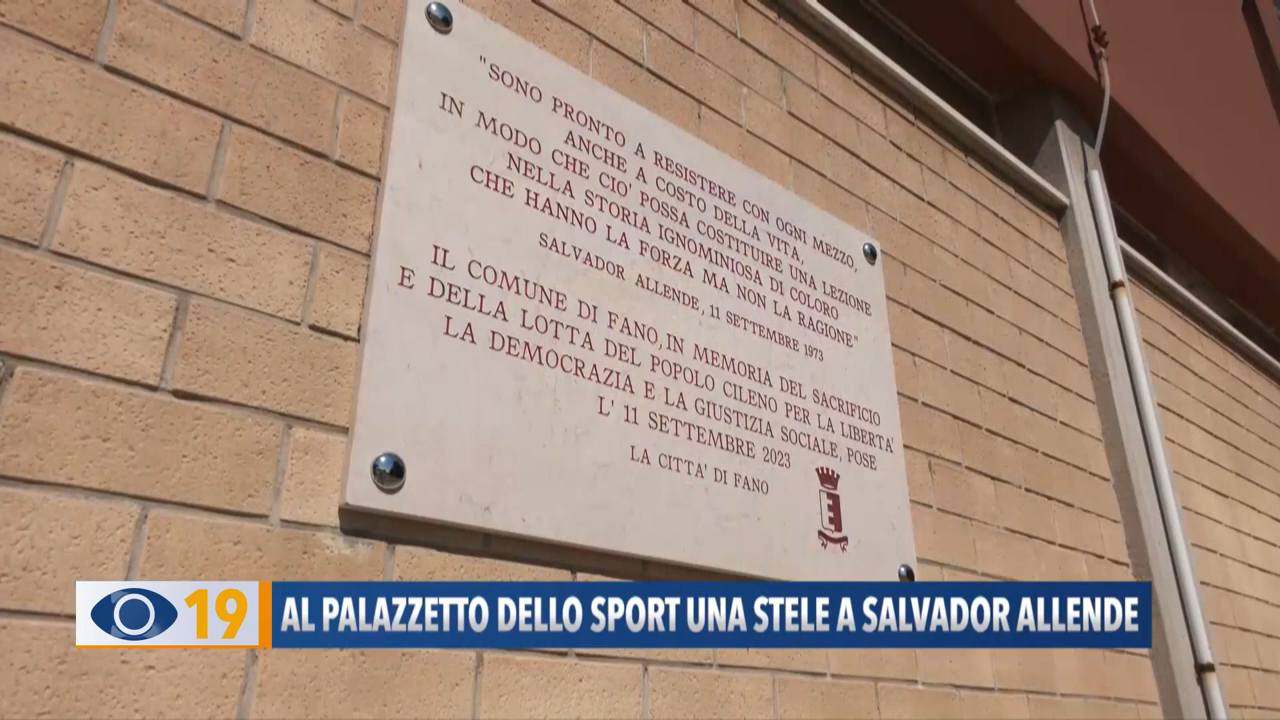 "SONO PRONTO A RESISTERE CON OGNI MEZZO,
ANCHE A COSTO DELLA VITA,
IN MODO CHE CIO' POSSA COSTITUIRE UNA LEZIONE
NELLA STORIA IGNOMINIOSA DI COLORO
CHE HANNO LA FORZA MA NON LA RAGIONE"
SALVADOR ALLENDE, 11 SETTEMBRE 1973
IL COMUNE DI FANO, IN MEMORIA DEL SACRIFICIO
E DELLA LOTTA DEL POPOLO CILENO PER LA LIBERTA'
LA DEMOCRAZIA E LA GIUSTIZIA SOCIALE, POSE
L' 11 SETTEMBRE 2023
LA CITTA' DI FANO
19 AL PALAZZETTO DELLO SPORT UNA STELE A SALVADOR ALLENDE